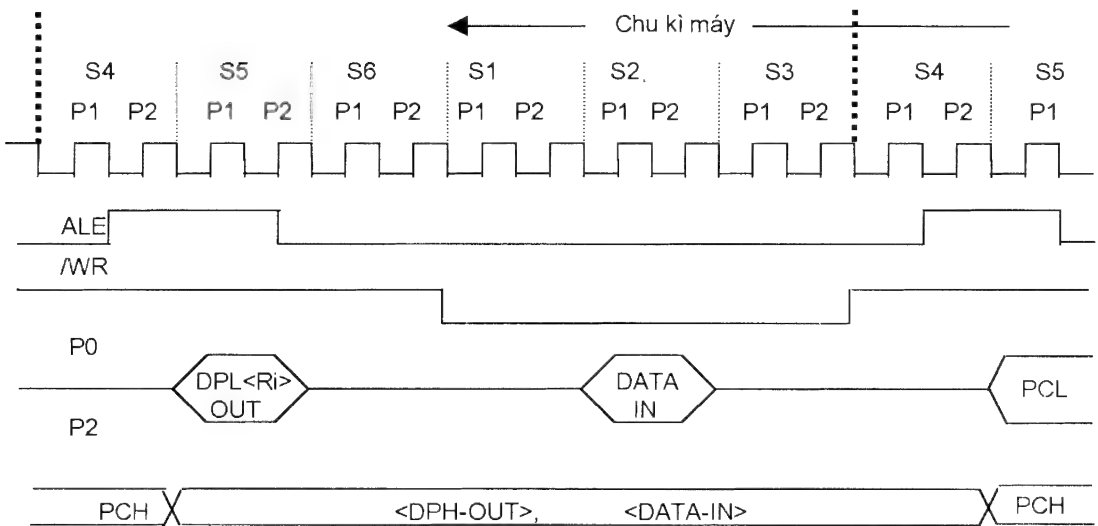 Chu kì máy
S4 S5 S6 S1 S2. S3 S4 S5
P1 P2 P1 P2 P1 P2 P1 P2 P1 P2 P1 P2 P1 P2 P1
ALE
/WR
P0
DPL<Ri> DATA PCL
OUT IN
P2
PCH <DPH-OUT>, <DATA-IN> PCH